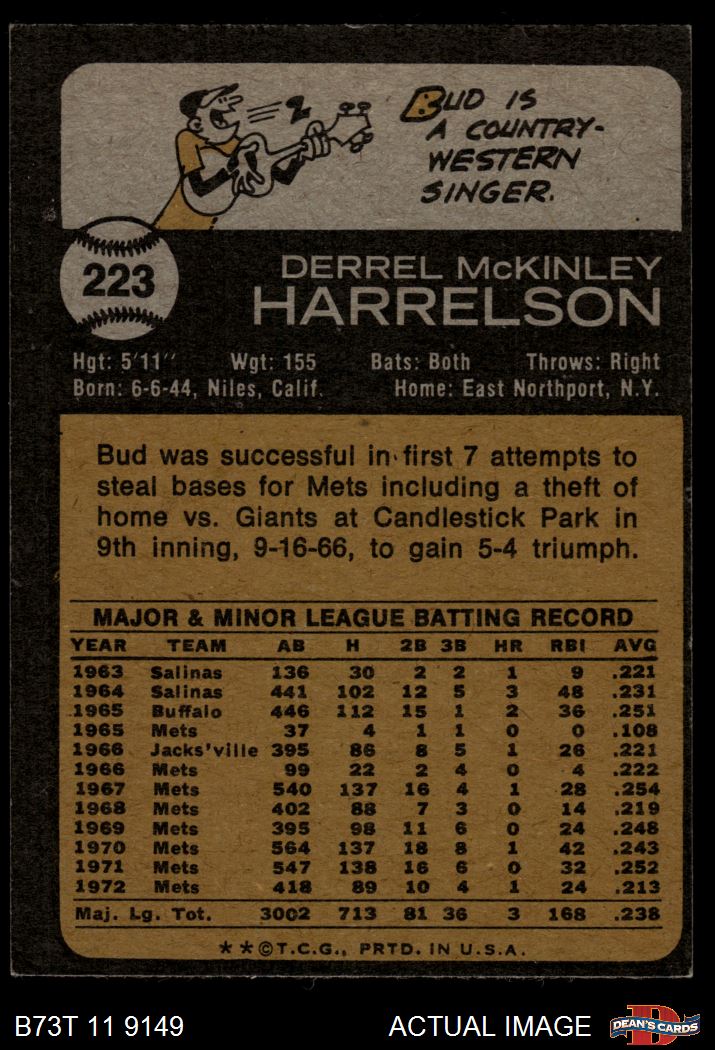 BUD IS
A COUNTRY-
WESTERN
SINGER.
223
DERREL McKINLEY
HARRELSON
Hgt: 5'11" Wgt: 155 Bats: Both Throws: Right
Born: 6-6-44, Niles, Calif. Home: East Northport, N.Y.
Bud was successful in first 7 attempts to
steal bases for Mets including a theft of
home vs. Giants at Candlestick Park in
9th inning, 9-16-66, to gain 5-4 triumph.
MAJOR & MINOR LEAGUE BATTING RECORD
YEAR TEAM AB H 2B 3B HR RBI AVG
1963 Salinas 136 30 2 2 1 9 .221
1964 Salinas 441 102 12 5 3 48 .231
1965 Buffalo 446 112 15 1 2 36 .251
1965 Mets 37 4 1 1 0 0 .108
1966 Jacks'ville 395 86 8 5 1 26 .221
1966 Mets 99 22 2 4 0 4 .222
1967 Mets 540 137 16 4 1 28 .254
1968 Mets 402 88 7 3 0 14 .219
1969 Mets 395 98 11 6 0 24 .248
1970 Mets 564 137 18 8 1 42 .243
1971 Mets 547 138 16 6 0 32 .252
1972 Mets 418 89 10 4 1 24 .213
Maj. Lg. Tot. 3002 713 81 36 3 168 .238
**©T.C.G., PRTD. IN U.S.A.
B73T 11 9149 ACTUAL IMAGE
DEAN'S CARDS